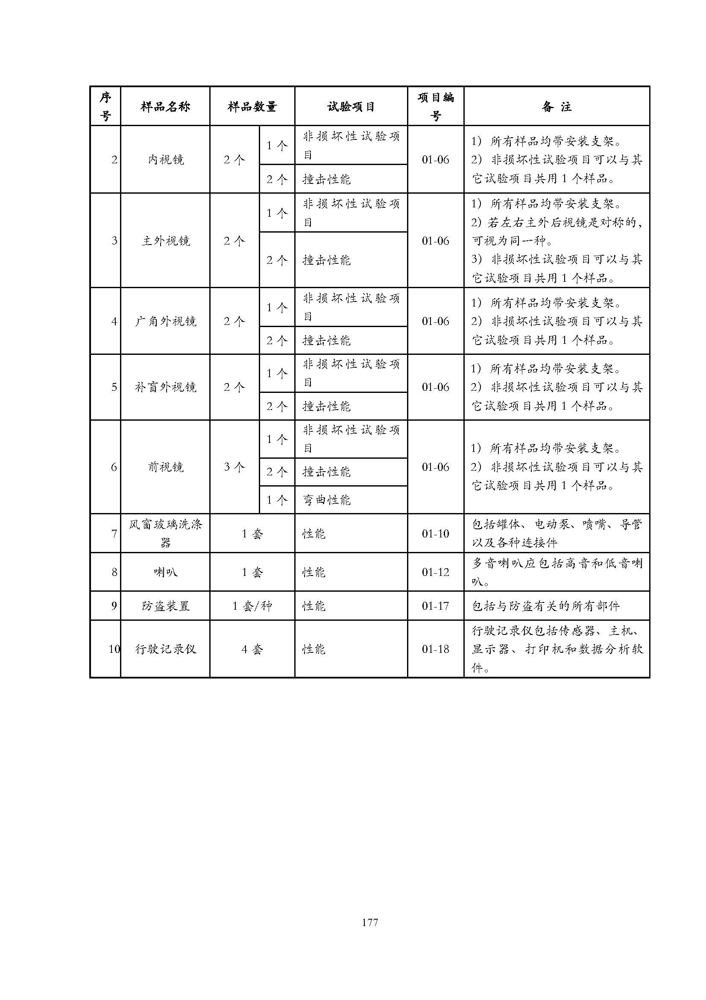 序号 样品名称 样品数量 试验项目 项目编号 备 注
2 内视镜 2 个 1 个 非损坏性试验项目 01-06 1）所有样品均带安装支架。
2）非损坏性试验项目可以与其
它试验项目共用 1 个样品。
2 个 撞击性能
3 主外视镜 2 个 1 个 非损坏性试验项目 01-06 1）所有样品均带安装支架。
2）若左右主外后视镜是对称的，
可视为同一种。
3）非损坏性试验项目可以与其
它试验项目共用 1 个样品。
2 个 撞击性能
4 广角外视镜 2 个 1 个 非损坏性试验项目 01-06 1）所有样品均带安装支架。
2）非损坏性试验项目可以与其
它试验项目共用 1 个样品。
2 个 撞击性能
5 补盲外视镜 2 个 1 个 非损坏性试验项目 01-06 1）所有样品均带安装支架。
2）非损坏性试验项目可以与其
它试验项目共用 1 个样品。
2 个 撞击性能
6 前视镜 3 个 1 个 非损坏性试验项目 01-06 1）所有样品均带安装支架。
2）非损坏性试验项目可以与其
它试验项目共用 1 个样品。
2 个 撞击性能
1 个 弯曲性能
7 风窗玻璃洗涤器 1 套 性能 01-10 包括罐体、电动泵、喷嘴、导管
以及各种连接件
8 喇叭 1 套 性能 01-12 多音喇叭应包括高音和低音喇
叭。
9 防盗装置 1 套/种 性能 01-17 包括与防盗有关的所有部件
10 行驶记录仪 4 套 性能 01-18 行驶记录仪包括传感器、主机、
显示器、打印机和数据分析软
件。
177